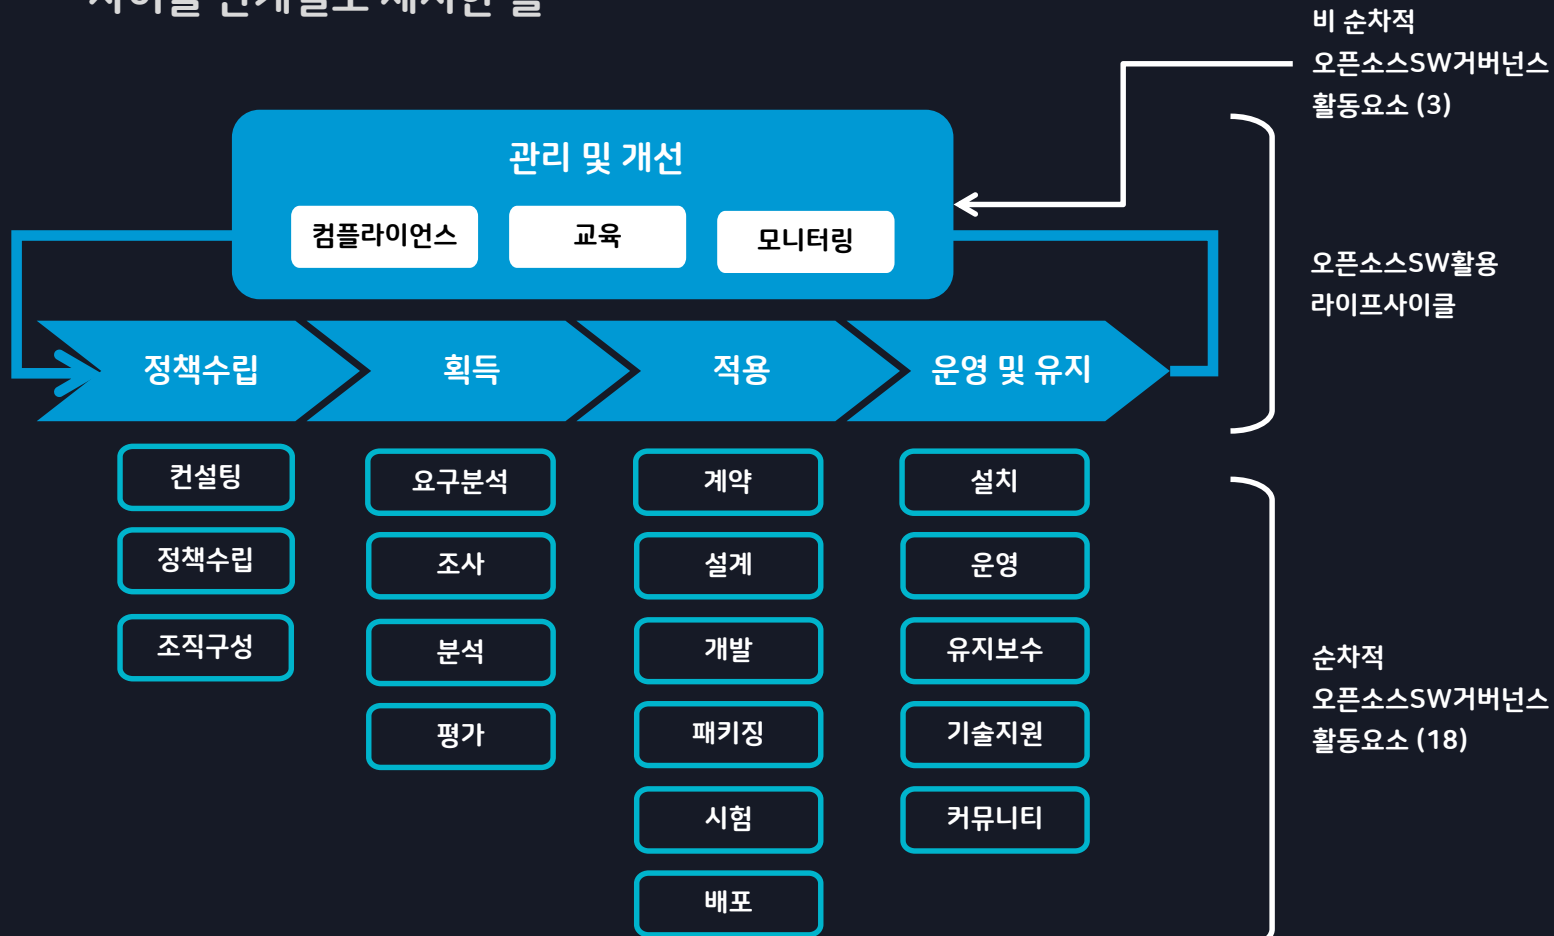 비 순차적
오픈소스SW거버넌스
활동요소 (3)
관리 및 개선
컴플라이언스
교육
모니터링
오픈소스SW활용
라이프사이클
정책수립
획득
적용
운영 및 유지
컨설팅
정책수립
조직구성
요구분석
조사
분석
평가
계약
설계
개발
패키징
시험
배포
설치
운영
유지보수
기술지원
커뮤니티
순차적
오픈소스SW거버넌스
활동요소 (18)